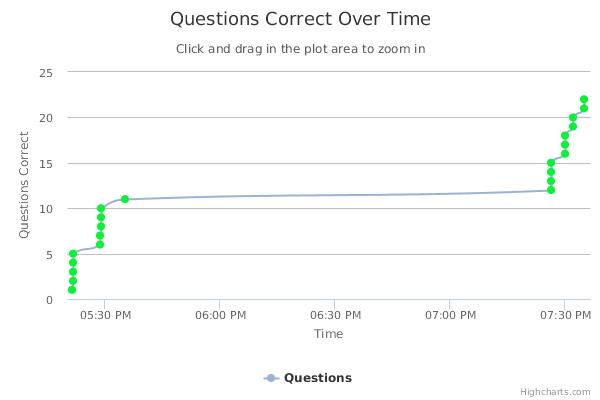 Questions Correct Over Time
Click and drag in the plot area to zoom in
25
20
15
10
5
0
Questions Correct
05:30 PM
06:00 PM
06:30 PM
07:00 PM
07:30 PM
Time
Questions
Highcharts.com